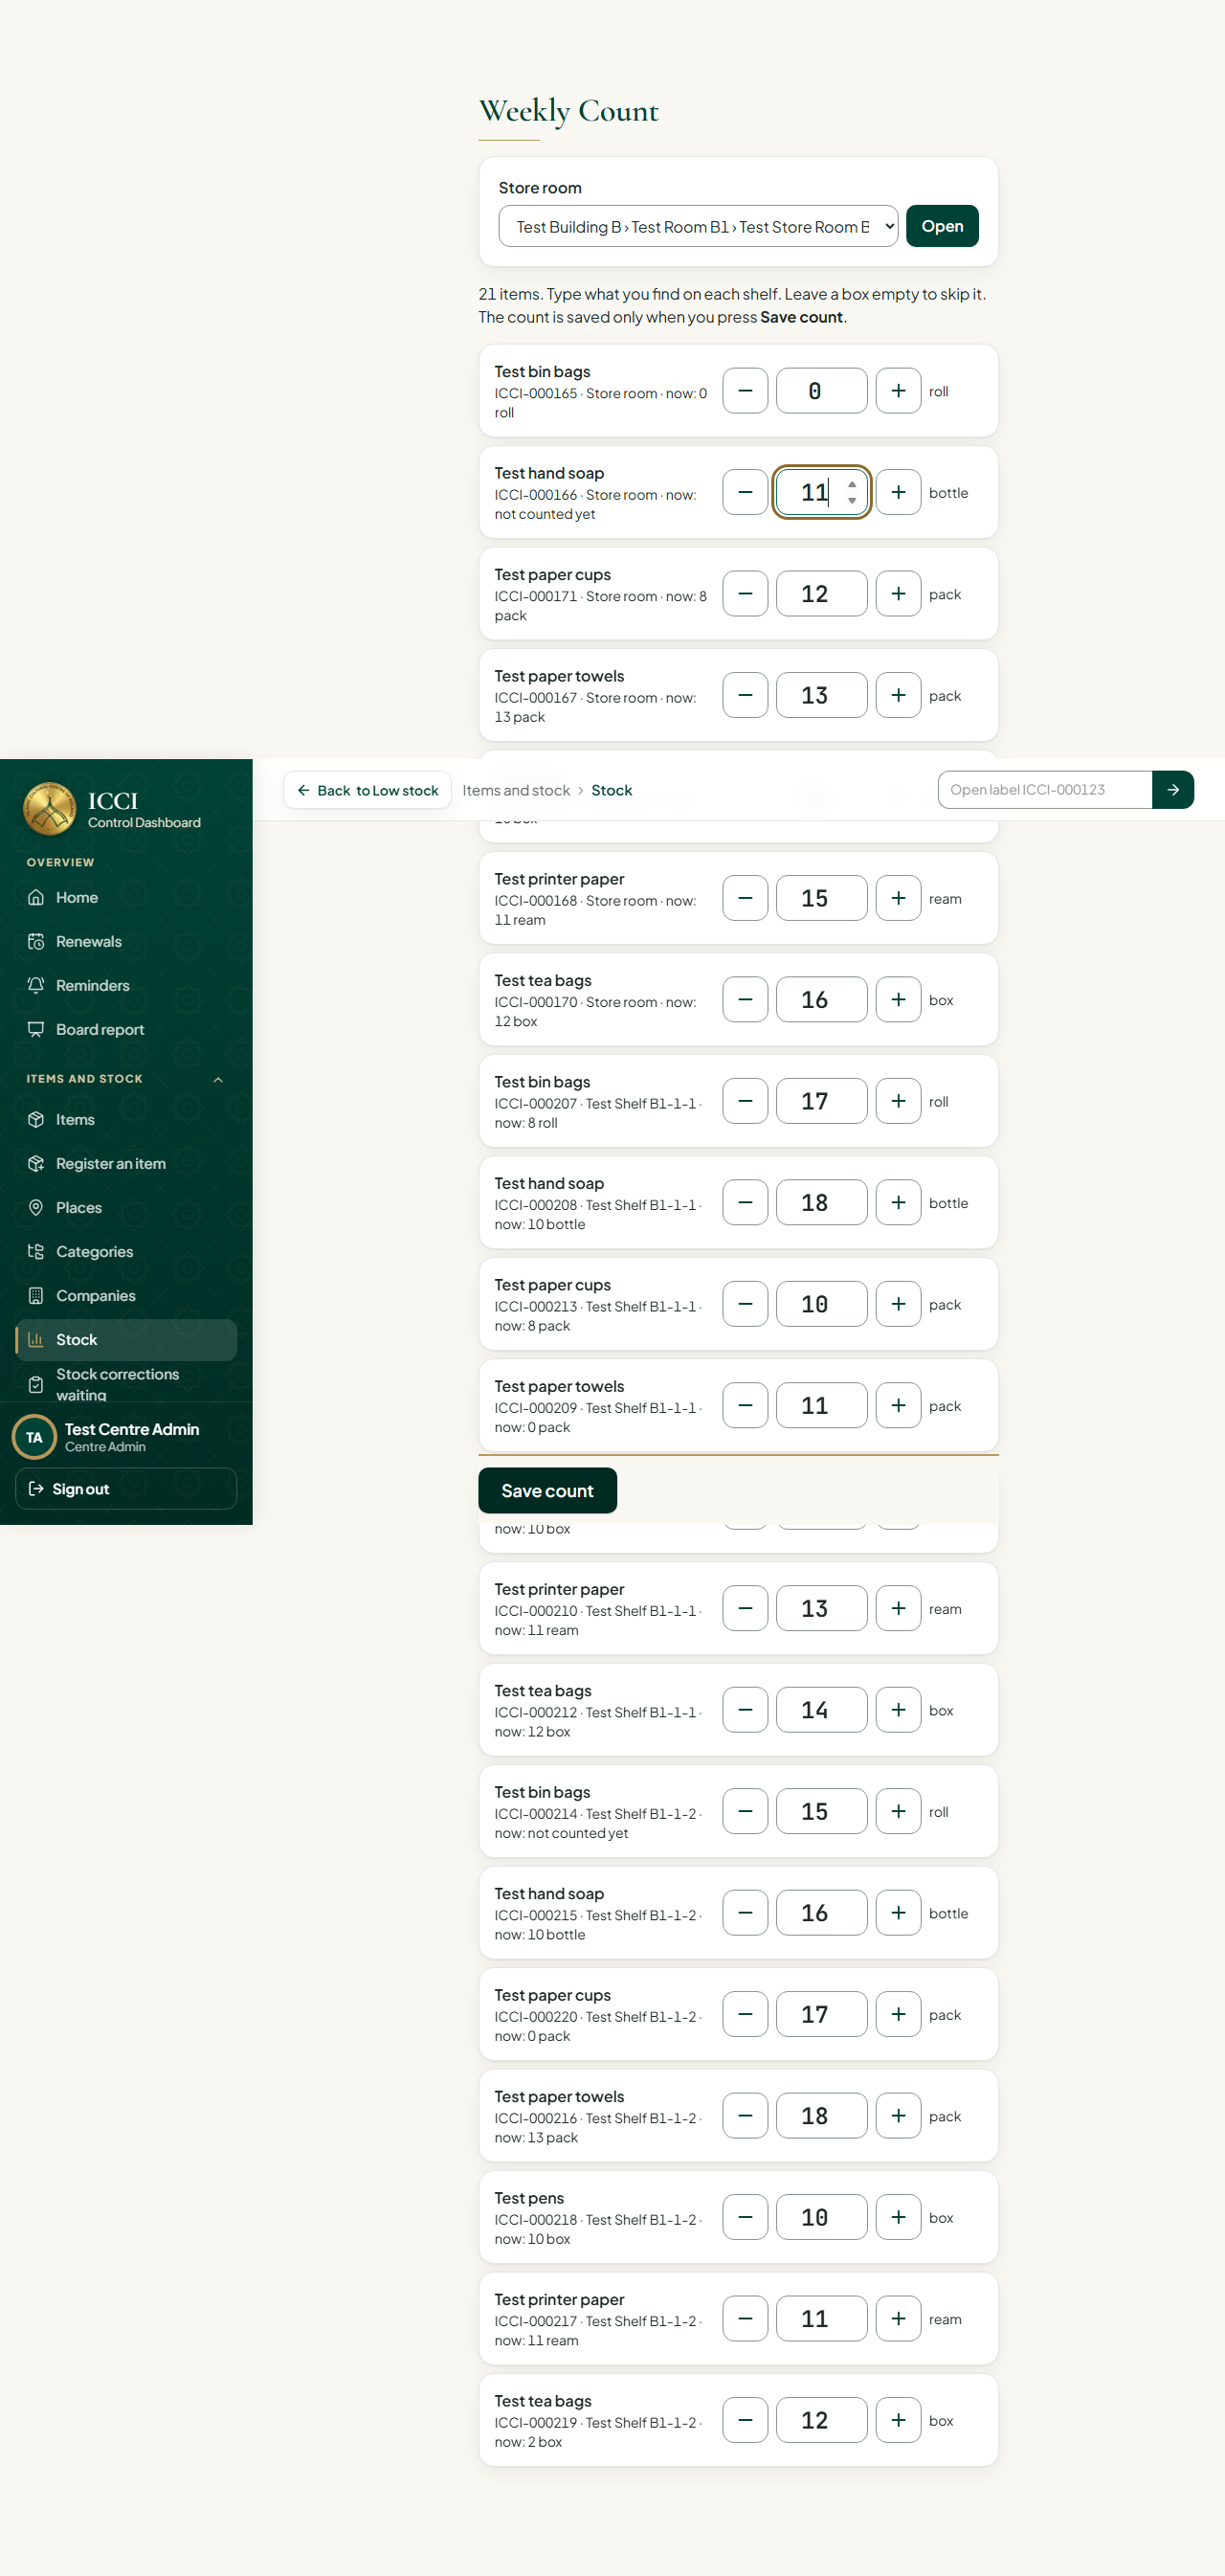 Weekly Count
Store room
Test Building B › Test Room B1 › Test Store Room B
Open
21 items. Type what you find on each shelf. Leave a box empty to skip it.
The count is saved only when you press Save count.
Test bin bags
ICCI-000165 · Store room · now: 0
roll
0
roll
Test hand soap
ICCI-000166 · Store room · now:
not counted yet
11
bottle
Test paper cups
ICCI-000171 · Store room · now: 8
pack
12
pack
Test paper towels
ICCI-000167 · Store room · now:
13 pack
13
pack
ICCI
Control Dashboard
Back to Low stock
Items and stock › Stock
Open label ICCI-000123
OVERVIEW
Home
Renewals
Reminders
Board report
ITEMS AND STOCK
Items
Register an item
Places
Categories
Companies
Stock
Stock corrections
waiting
TA
Test Centre Admin
Centre Admin
Sign out
Test printer paper
ICCI-000168 · Store room · now:
11 ream
15
ream
Test tea bags
ICCI-000170 · Store room · now:
12 box
16
box
Test bin bags
ICCI-000207 · Test Shelf B1-1-1 ·
now: 8 roll
17
roll
Test hand soap
ICCI-000208 · Test Shelf B1-1-1 ·
now: 10 bottle
18
bottle
Test paper cups
ICCI-000213 · Test Shelf B1-1-1 ·
now: 8 pack
10
pack
Test paper towels
ICCI-000209 · Test Shelf B1-1-1 ·
now: 0 pack
11
pack
Save count
now: 10 box
Test printer paper
ICCI-000210 · Test Shelf B1-1-1 ·
now: 11 ream
13
ream
Test tea bags
ICCI-000212 · Test Shelf B1-1-1 ·
now: 12 box
14
box
Test bin bags
ICCI-000214 · Test Shelf B1-1-2 ·
now: not counted yet
15
roll
Test hand soap
ICCI-000215 · Test Shelf B1-1-2 ·
now: 10 bottle
16
bottle
Test paper cups
ICCI-000220 · Test Shelf B1-1-2 ·
now: 0 pack
17
pack
Test paper towels
ICCI-000216 · Test Shelf B1-1-2 ·
now: 13 pack
18
pack
Test pens
ICCI-000218 · Test Shelf B1-1-2 ·
now: 10 box
10
box
Test printer paper
ICCI-000217 · Test Shelf B1-1-2 ·
now: 11 ream
11
ream
Test tea bags
ICCI-000219 · Test Shelf B1-1-2 ·
now: 2 box
12
box